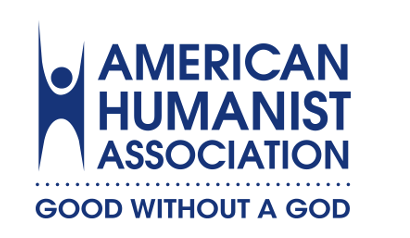 AMERICAN
HUMANIST
ASSOCIATION
GOOD WITHOUT A GOD